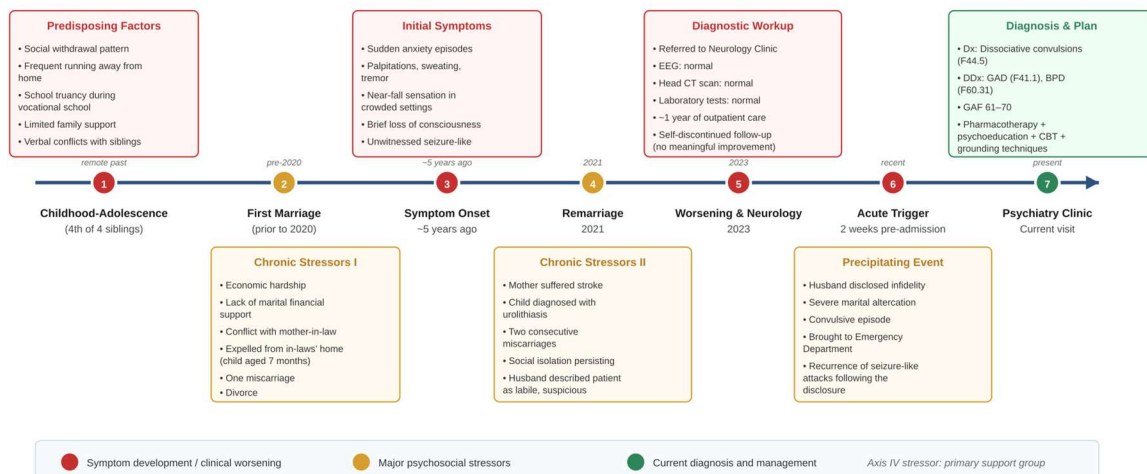 Predisposing Factors
• Social withdrawal pattern
• Frequent running away from
home
• School truancy during
vocational school
• Limited family support
• Verbal conflicts with siblings
Initial Symptoms
• Sudden anxiety episodes
• Palpitations, sweating,
tremor
• Near-fall sensation in
crowded settings
• Brief loss of consciousness
• Unwitnessed seizure-like
Diagnostic Workup
• Referred to Neurology Clinic
• EEG: normal
• Head CT scan: normal
• Laboratory tests: normal
• ~1 year of outpatient care
• Self-discontinued follow-up
(no meaningful improvement)
Diagnosis & Plan
• Dx: Dissociative convulsions
(F44.5)
• DDx: GAD (F41.1), BPD
(F60.31)
• GAF 61–70
• Pharmacotherapy +
psychoeducation + CBT +
grounding techniques
remote past
pre-2020
~5 years ago
2021
2023
recent
present
1
2
3
4
5
6
7
Childhood-Adolescence
(4th of 4 siblings)
First Marriage
(prior to 2020)
Symptom Onset
~5 years ago
Remarriage
2021
Worsening & Neurology
2023
Acute Trigger
2 weeks pre-admission
Psychiatry Clinic
Current visit
Chronic Stressors I
• Economic hardship
• Lack of marital financial
support
• Conflict with mother-in-law
• Expelled from in-laws' home
(child aged 7 months)
• One miscarriage
• Divorce
Chronic Stressors II
• Mother suffered stroke
• Child diagnosed with
urolithiasis
• Two consecutive
miscarriages
• Social isolation persisting
• Husband described patient
as labile, suspicious
Precipitating Event
• Husband disclosed infidelity
• Severe marital altercation
• Convulsive episode
• Brought to Emergency
Department
• Recurrence of seizure-like
attacks following the
disclosure
Symptom development / clinical worsening
Major psychosocial stressors
Current diagnosis and management
Axis IV stressor: primary support group